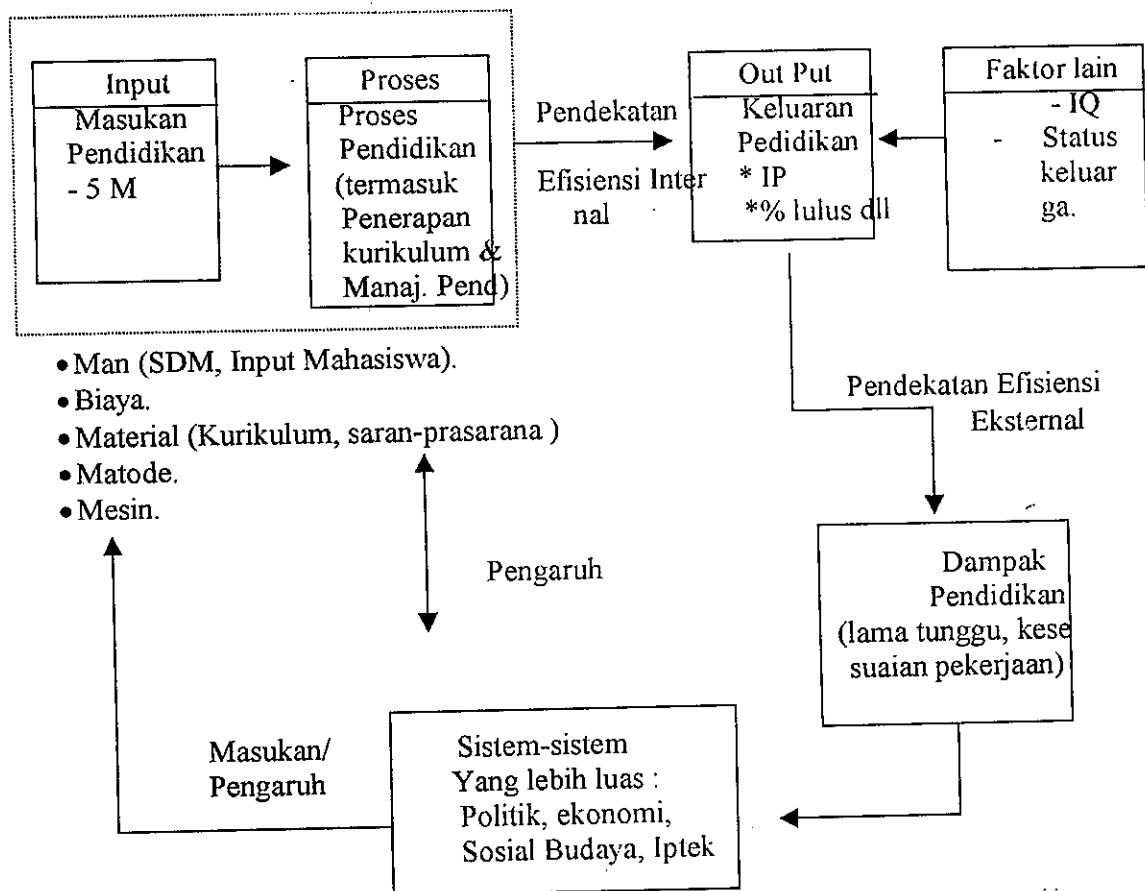 Input
Masukan
Pendidikan
- 5 M
Proses
Proses
Pendidikan
(termasuk
Penerapan
kurikulum &
Manaj. Pend)
Pendekatan
Efisiensi Inter
nal
Out Put
Keluaran
Pedidikan
* IP
*% lulus dll
Faktor lain
- IQ
- Status
keluar
ga.
• Man (SDM, Input Mahasiswa).
• Biaya.
• Material (Kurikulum, saran-prasarana )
• Matode.
• Mesin.
Pendekatan Efisiensi
Eksternal
Pengaruh
Dampak
Pendidikan
(lama tunggu, kese
suaian pekerjaan)
Masukan/
Pengaruh
Sistem-sistem
Yang lebih luas :
Politik, ekonomi,
Sosial Budaya, Iptek